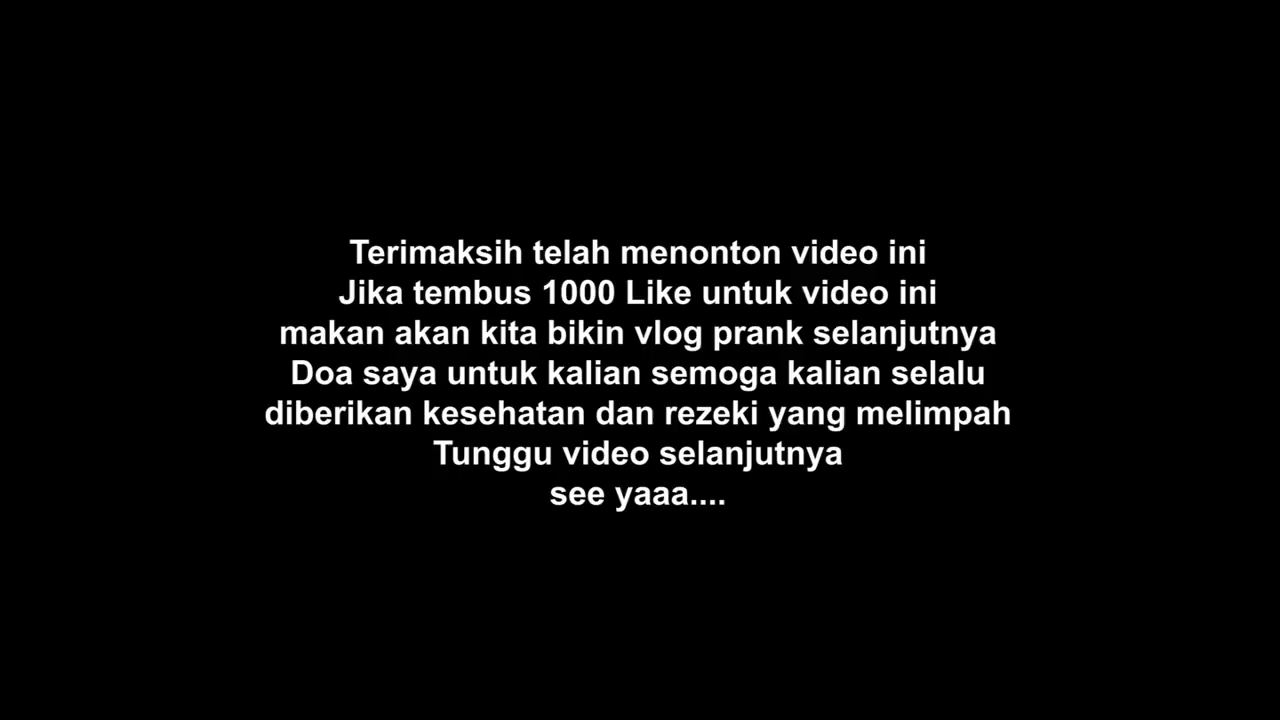 Terimaksih telah menonton video ini
Jika tembus 1000 Like untuk video ini
makan akan kita bikin vlog prank selanjutnya
Doa saya untuk kalian semoga kalian selalu
diberikan kesehatan dan rezeki yang melimpah
Tunggu video selanjutnya
see yaaa....